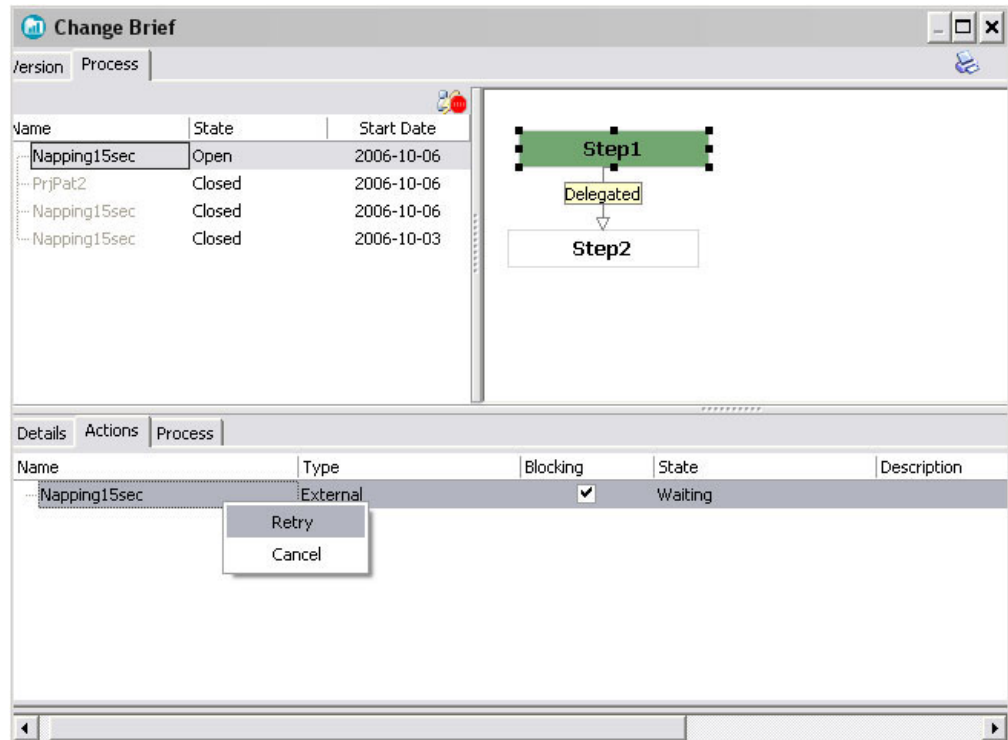 Change Brief
Version Process
Name State Start Date
Napping15sec Open 2006-10-06
PrjPat2 Closed 2006-10-06
Napping15sec Closed 2006-10-06
Napping15sec Closed 2006-10-03
Step1
Delegated
Step2
Details Actions Process
Name Type Blocking State Description
Napping15sec External Waiting
Retry
Cancel